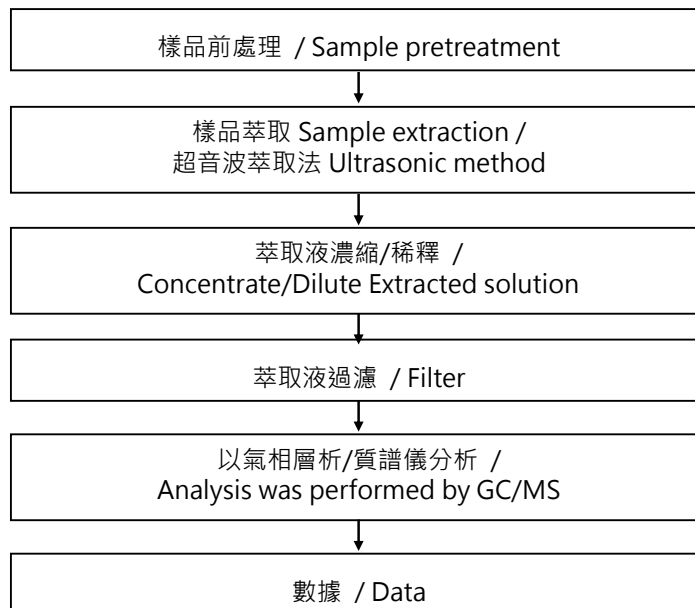 樣品前處理 / Sample pretreatment
樣品萃取 Sample extraction /
超音波萃取法 Ultrasonic method
萃取液濃縮/稀釋 /
Concentrate/Dilute Extracted solution
萃取液過濾 / Filter
以氣相層析/質譜儀分析 /
Analysis was performed by GC/MS
數據 / Data